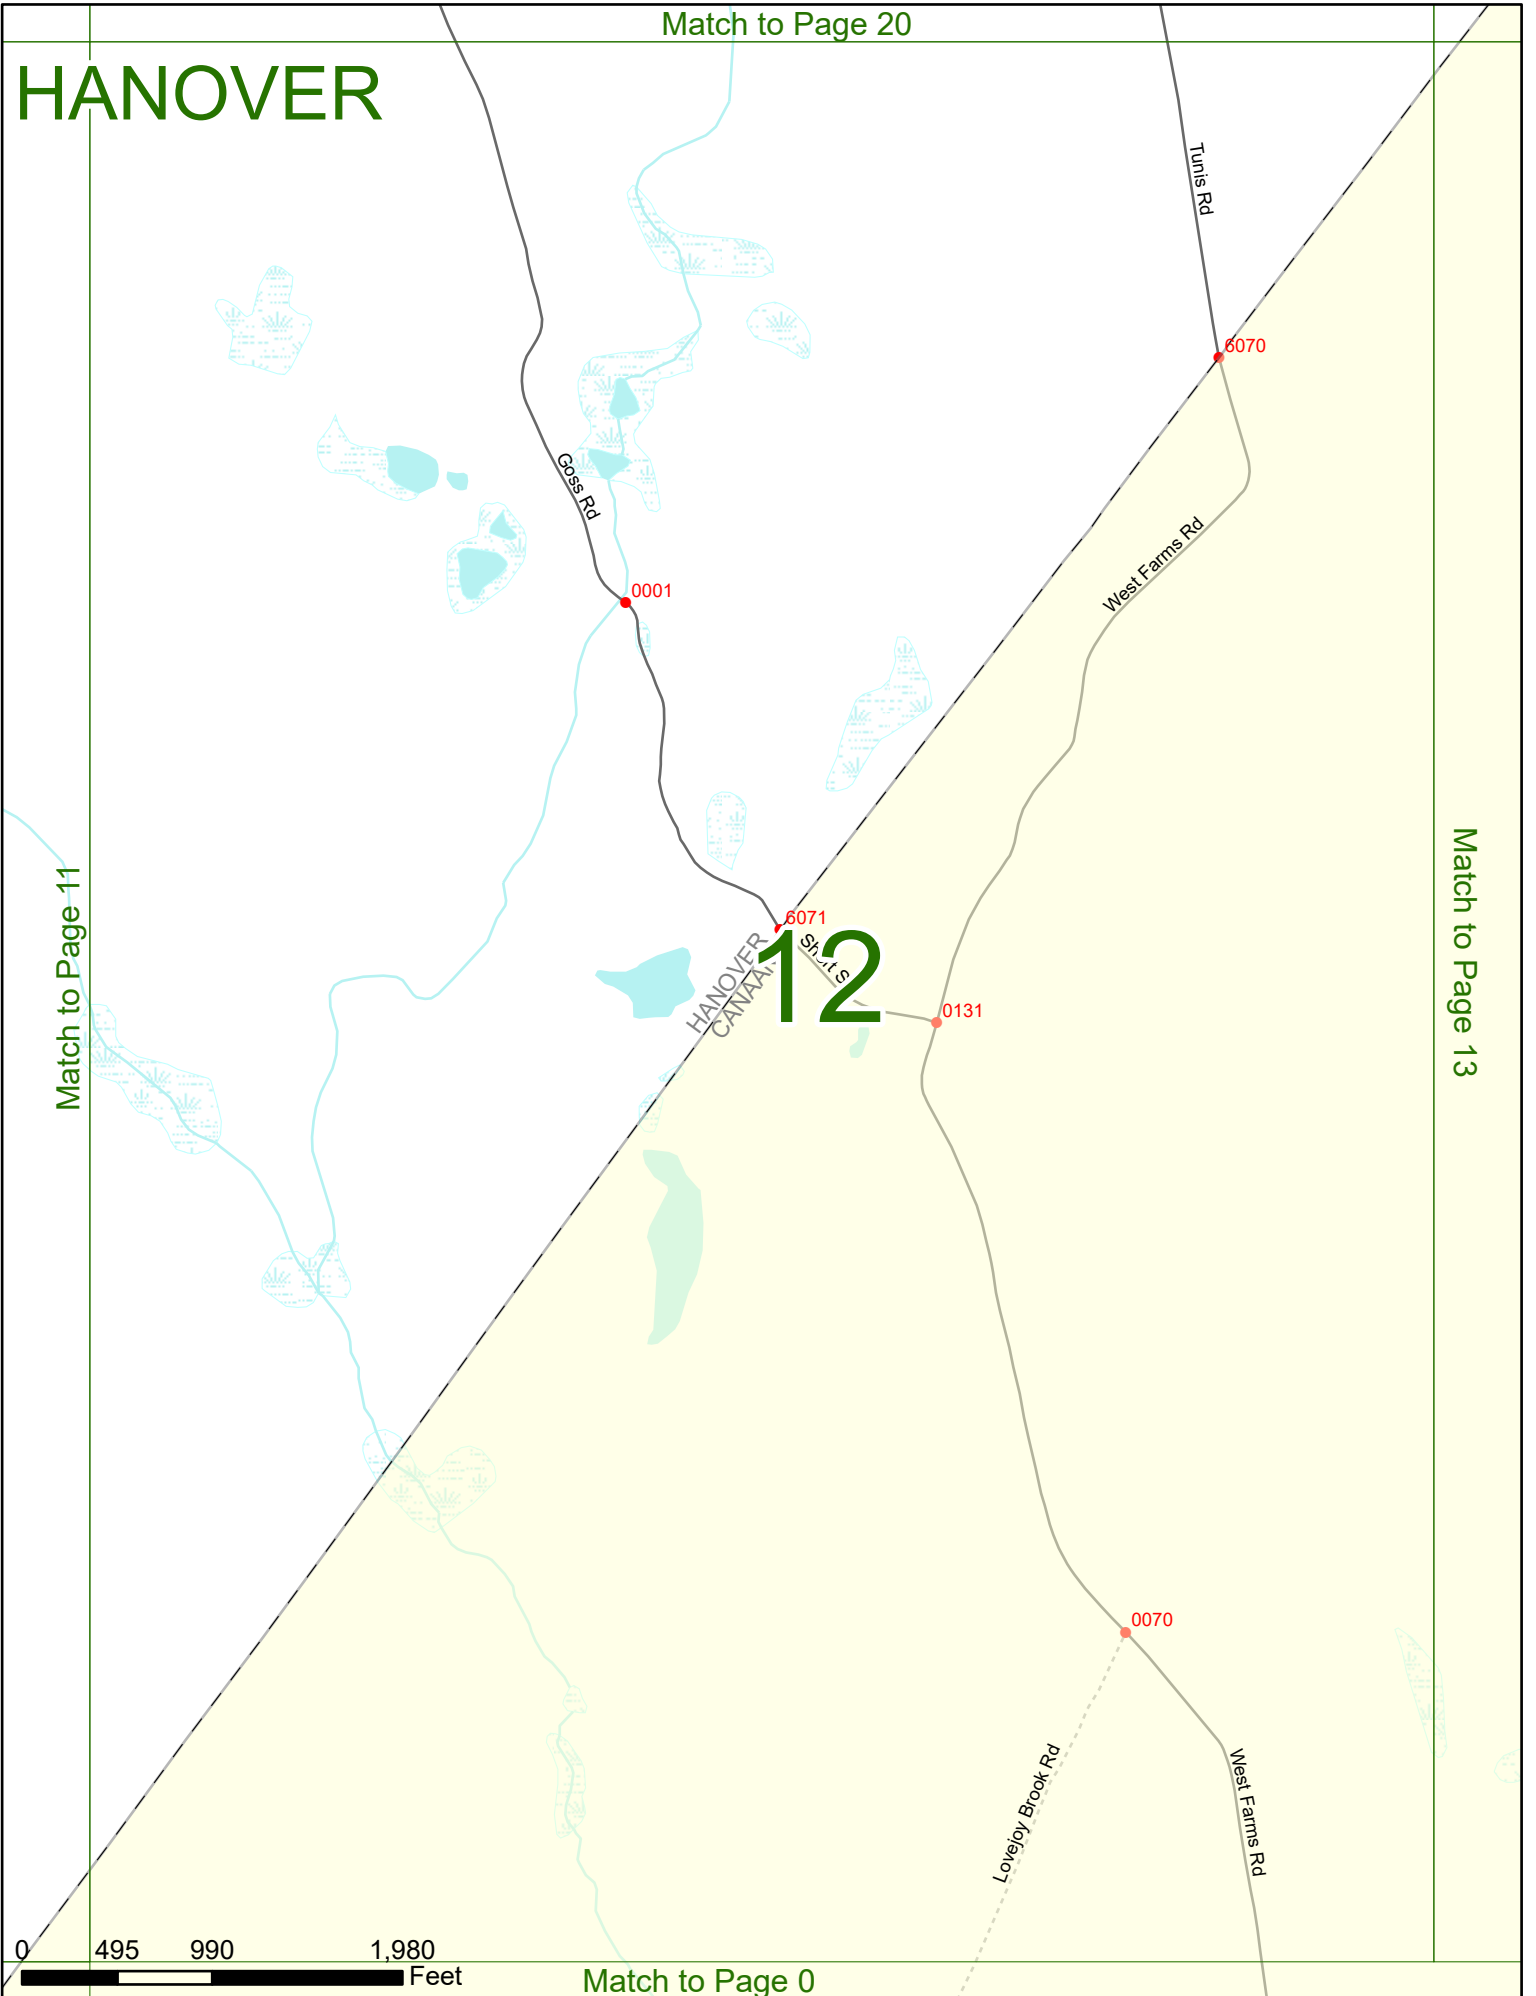 Match to Page 20
HANOVER
Tunis Rd
6070
Goss Rd
West Farms Rd
0001
Match to Page 11
Match to Page 13
6071
HANOVER
12
0131
0070
Lovejoy Brook Rd
West Farms Rd
0 495 990 1,980
Feet
Match to Page 0